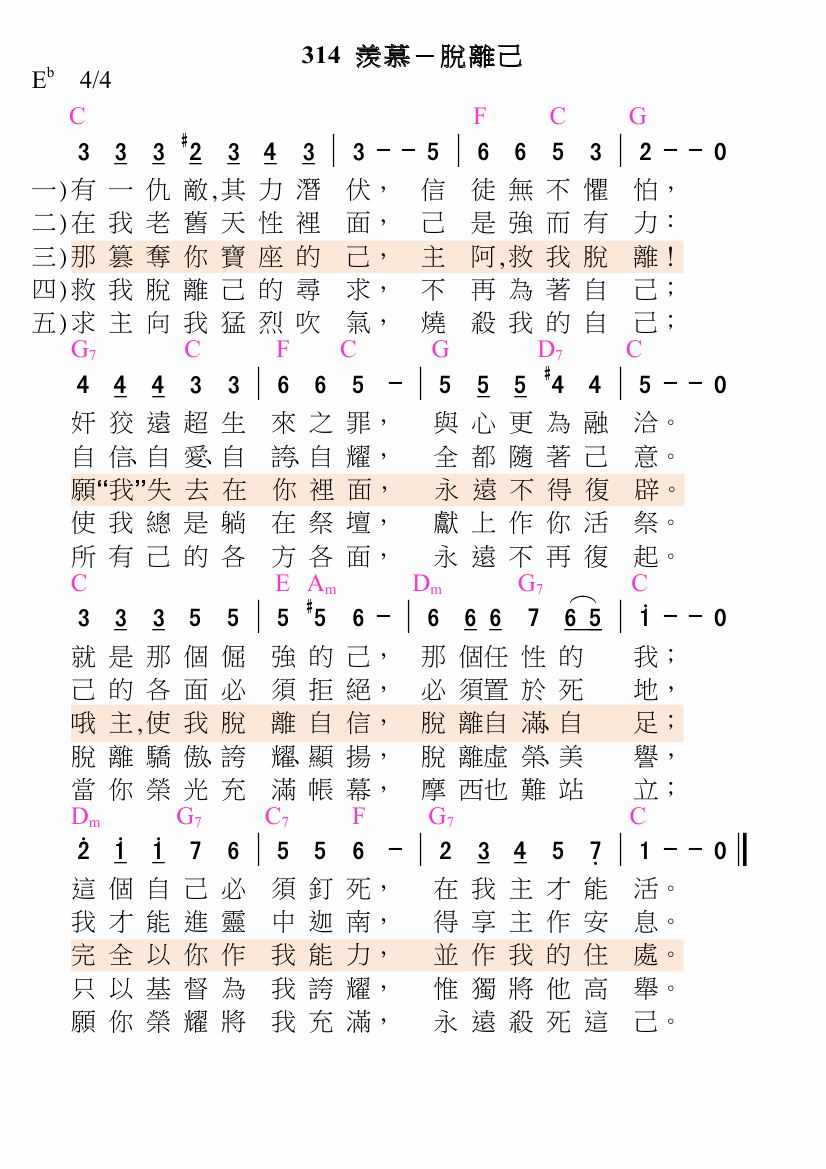 314 羨慕－脫離己
E♭ 4/4
C F C G
3 3 3 #2 3 4 3 | 3 － － 5 | 6 6 5 3 | 2 － － 0
一)有一仇敵,其力潛伏，信徒無不懼怕，
二)在我老舊天性裡面，己是強而有力：
三)那篡奪你寶座的己，主阿,救我脫離！
四)救我脫離己的尋求，不再為著自己；
五)求主向我猛烈吹氣，燒殺我的自己；
G7 C F C G D7 C
4 4 4 3 3 | 6 6 5 － | 5 5 5 #4 4 | 5 － － 0
奸狡遠超生來之罪，與心更為融洽。
自信、自愛、自誇、自耀，全都隨著己意。
願“我”失去在你裡面，永遠不得復辟。
使我總是躺在祭壇，獻上作你活祭。
所有己的各方各面，永遠不再復起。
C E Am Dm G7 C
3 3 3 5 5 | 5 #5 6 － | 6 6 6 7 6 5 | i － － 0
就是那個倔強的己，那個任性的我；
己的各面必須拒絕，必須置於死地，
哦主,使我脫離自信，脫離自滿、自足；
脫離驕傲、誇耀、顯揚，脫離虛榮、美譽，
當你榮光充滿帳幕，摩西也難站立；
Dm G7 C7 F G7 C
2̇ i i 7 6 | 5 5 6 － | 2 3 4 5 7̣ | 1 － － 0 ‖
這個自己必須釘死，在我主才能活。
我才能進靈中迦南，得享主作安息。
完全以你作我能力，並作我的住處。
只以基督為我誇耀，惟獨將他高舉。
願你榮耀將我充滿，永遠殺死這己。